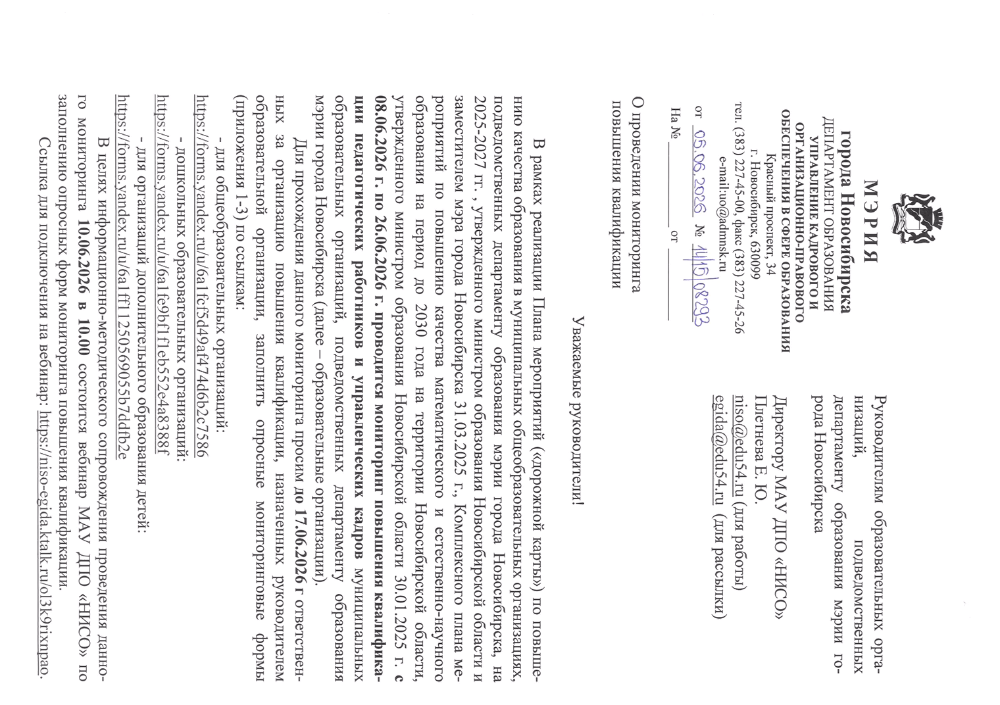 МЭРИЯ
города Новосибирска
ДЕПАРТАМЕНТ ОБРАЗОВАНИЯ
УПРАВЛЕНИЕ КАДРОВОГО И
ОРГАНИЗАЦИОННО-ПРАВОВОГО
ОБЕСПЕЧЕНИЯ В СФЕРЕ ОБРАЗОВАНИЯ
Красный проспект, 34
г. Новосибирск, 630099
тел. (383) 227-45-00, факс (383) 227-45-26
e-mail:uo@admnsk.ru
от 05.06.2026 № 14/15/08293
На № от
Руководителям образовательных орга-
низаций, подведомственных
департаменту образования мэрии го-
рода Новосибирска
Директору МАУ ДПО «НИСО»
Плетнева Е. Ю.
niso@edu54.ru (для работы)
egida@edu54.ru (для рассылки)
О проведении мониторинга
повышения квалификации
Уважаемые руководители!
В рамках реализации Плана мероприятий («дорожной карты») по повыше-
нию качества образования в муниципальных общеобразовательных организациях,
подведомственных департаменту образования мэрии города Новосибирска, на
2025-2027 гг. , утвержденного министром образования Новосибирской области и
заместителем мэра города Новосибирска 31.03.2025 г., Комплексного плана ме-
роприятий по повышению качества математического и естественно-научного
образования на период до 2030 года на территории Новосибирской области,
утвержденного министром образования Новосибирской области 30.01.2025 г. с
08.06.2026 г. по 26.06.2026 г. проводится мониторинг повышения квалифика-
ции педагогических работников и управленческих кадров муниципальных
образовательных организаций, подведомственных департаменту образования
мэрии города Новосибирска (далее – образовательные организации).
Для прохождения данного мониторинга просим до 17.06.2026 г ответствен-
ных за организацию повышения квалификации, назначенных руководителем
образовательной организации, заполнить опросные мониторинговые формы
(приложения 1-3) по ссылкам:
- для общеобразовательных организаций:
https://forms.yandex.ru/u/6a1fcf5d49af474d6b2c7586
- дошкольных образовательных организаций:
https://forms.yandex.ru/u/6a1fe9bf1f1eb552e4a8388f
- для организаций дополнительного образования детей:
https://forms.yandex.ru/u/6a1ff11250569055b7ddfb2e
В целях информационно-методического сопровождения проведения данно-
го мониторинга 10.06.2026 в 10.00 состоится вебинар МАУ ДПО «НИСО» по
заполнению опросных форм мониторинга повышения квалификации.
Ссылка для подключения на вебинар: https://niso-egida.ktalk.ru/ol3k9rixnpao.